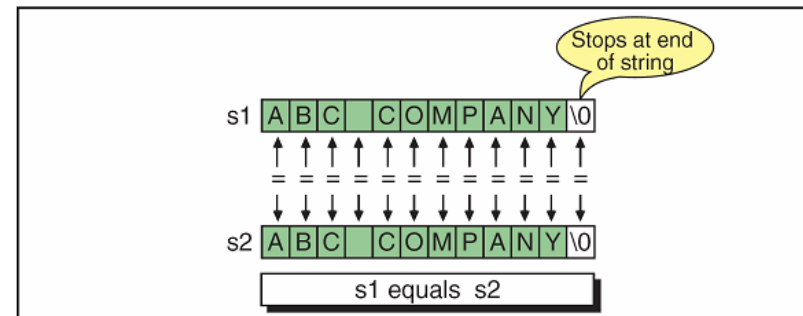 Stops at end
of string
s1 A B C C O M P A N Y \0
= = = = = = = = = = = =
s2 A B C C O M P A N Y \0
s1 equals s2